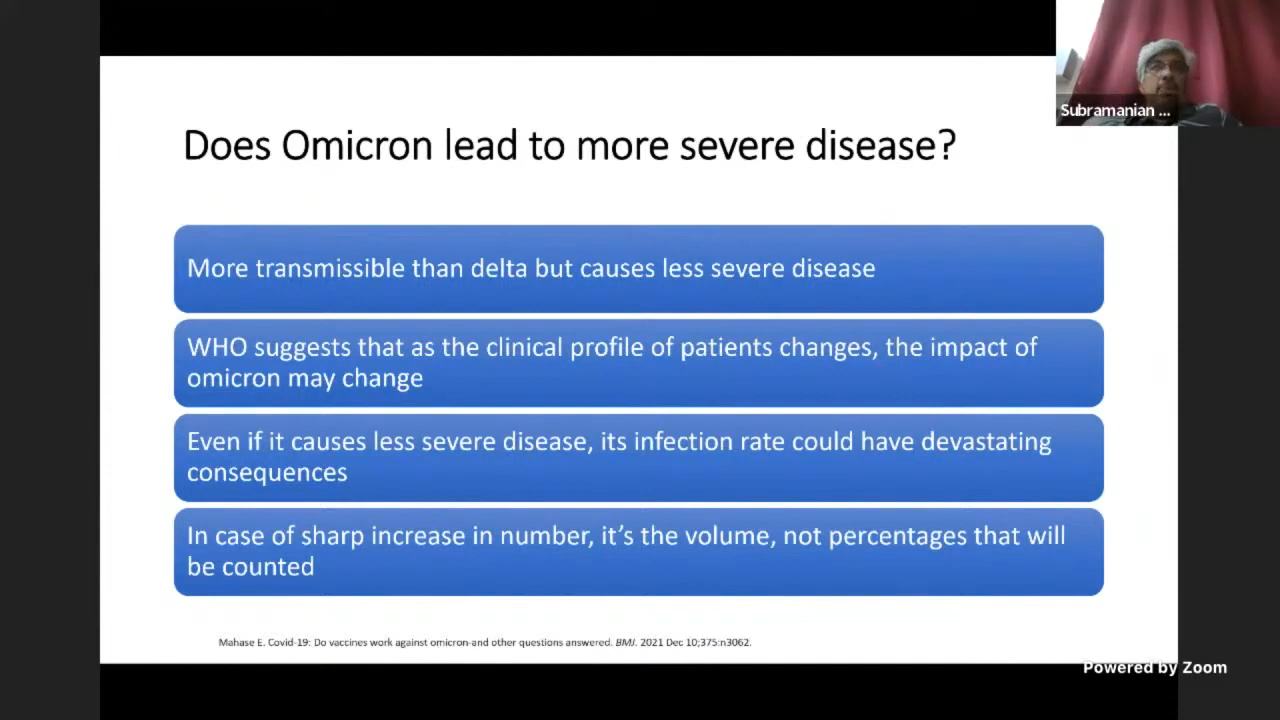 Does Omicron lead to more severe disease?
Subramanian ...
More transmissible than delta but causes less severe disease
WHO suggests that as the clinical profile of patients changes, the impact of
omicron may change
Even if it causes less severe disease, its infection rate could have devastating
consequences
In case of sharp increase in number, it’s the volume, not percentages that will
be counted
Mahase E. Covid-19: Do vaccines work against omicron-and other questions answered. BMJ. 2021 Dec 10;375:n3062.
Powered by Zoom